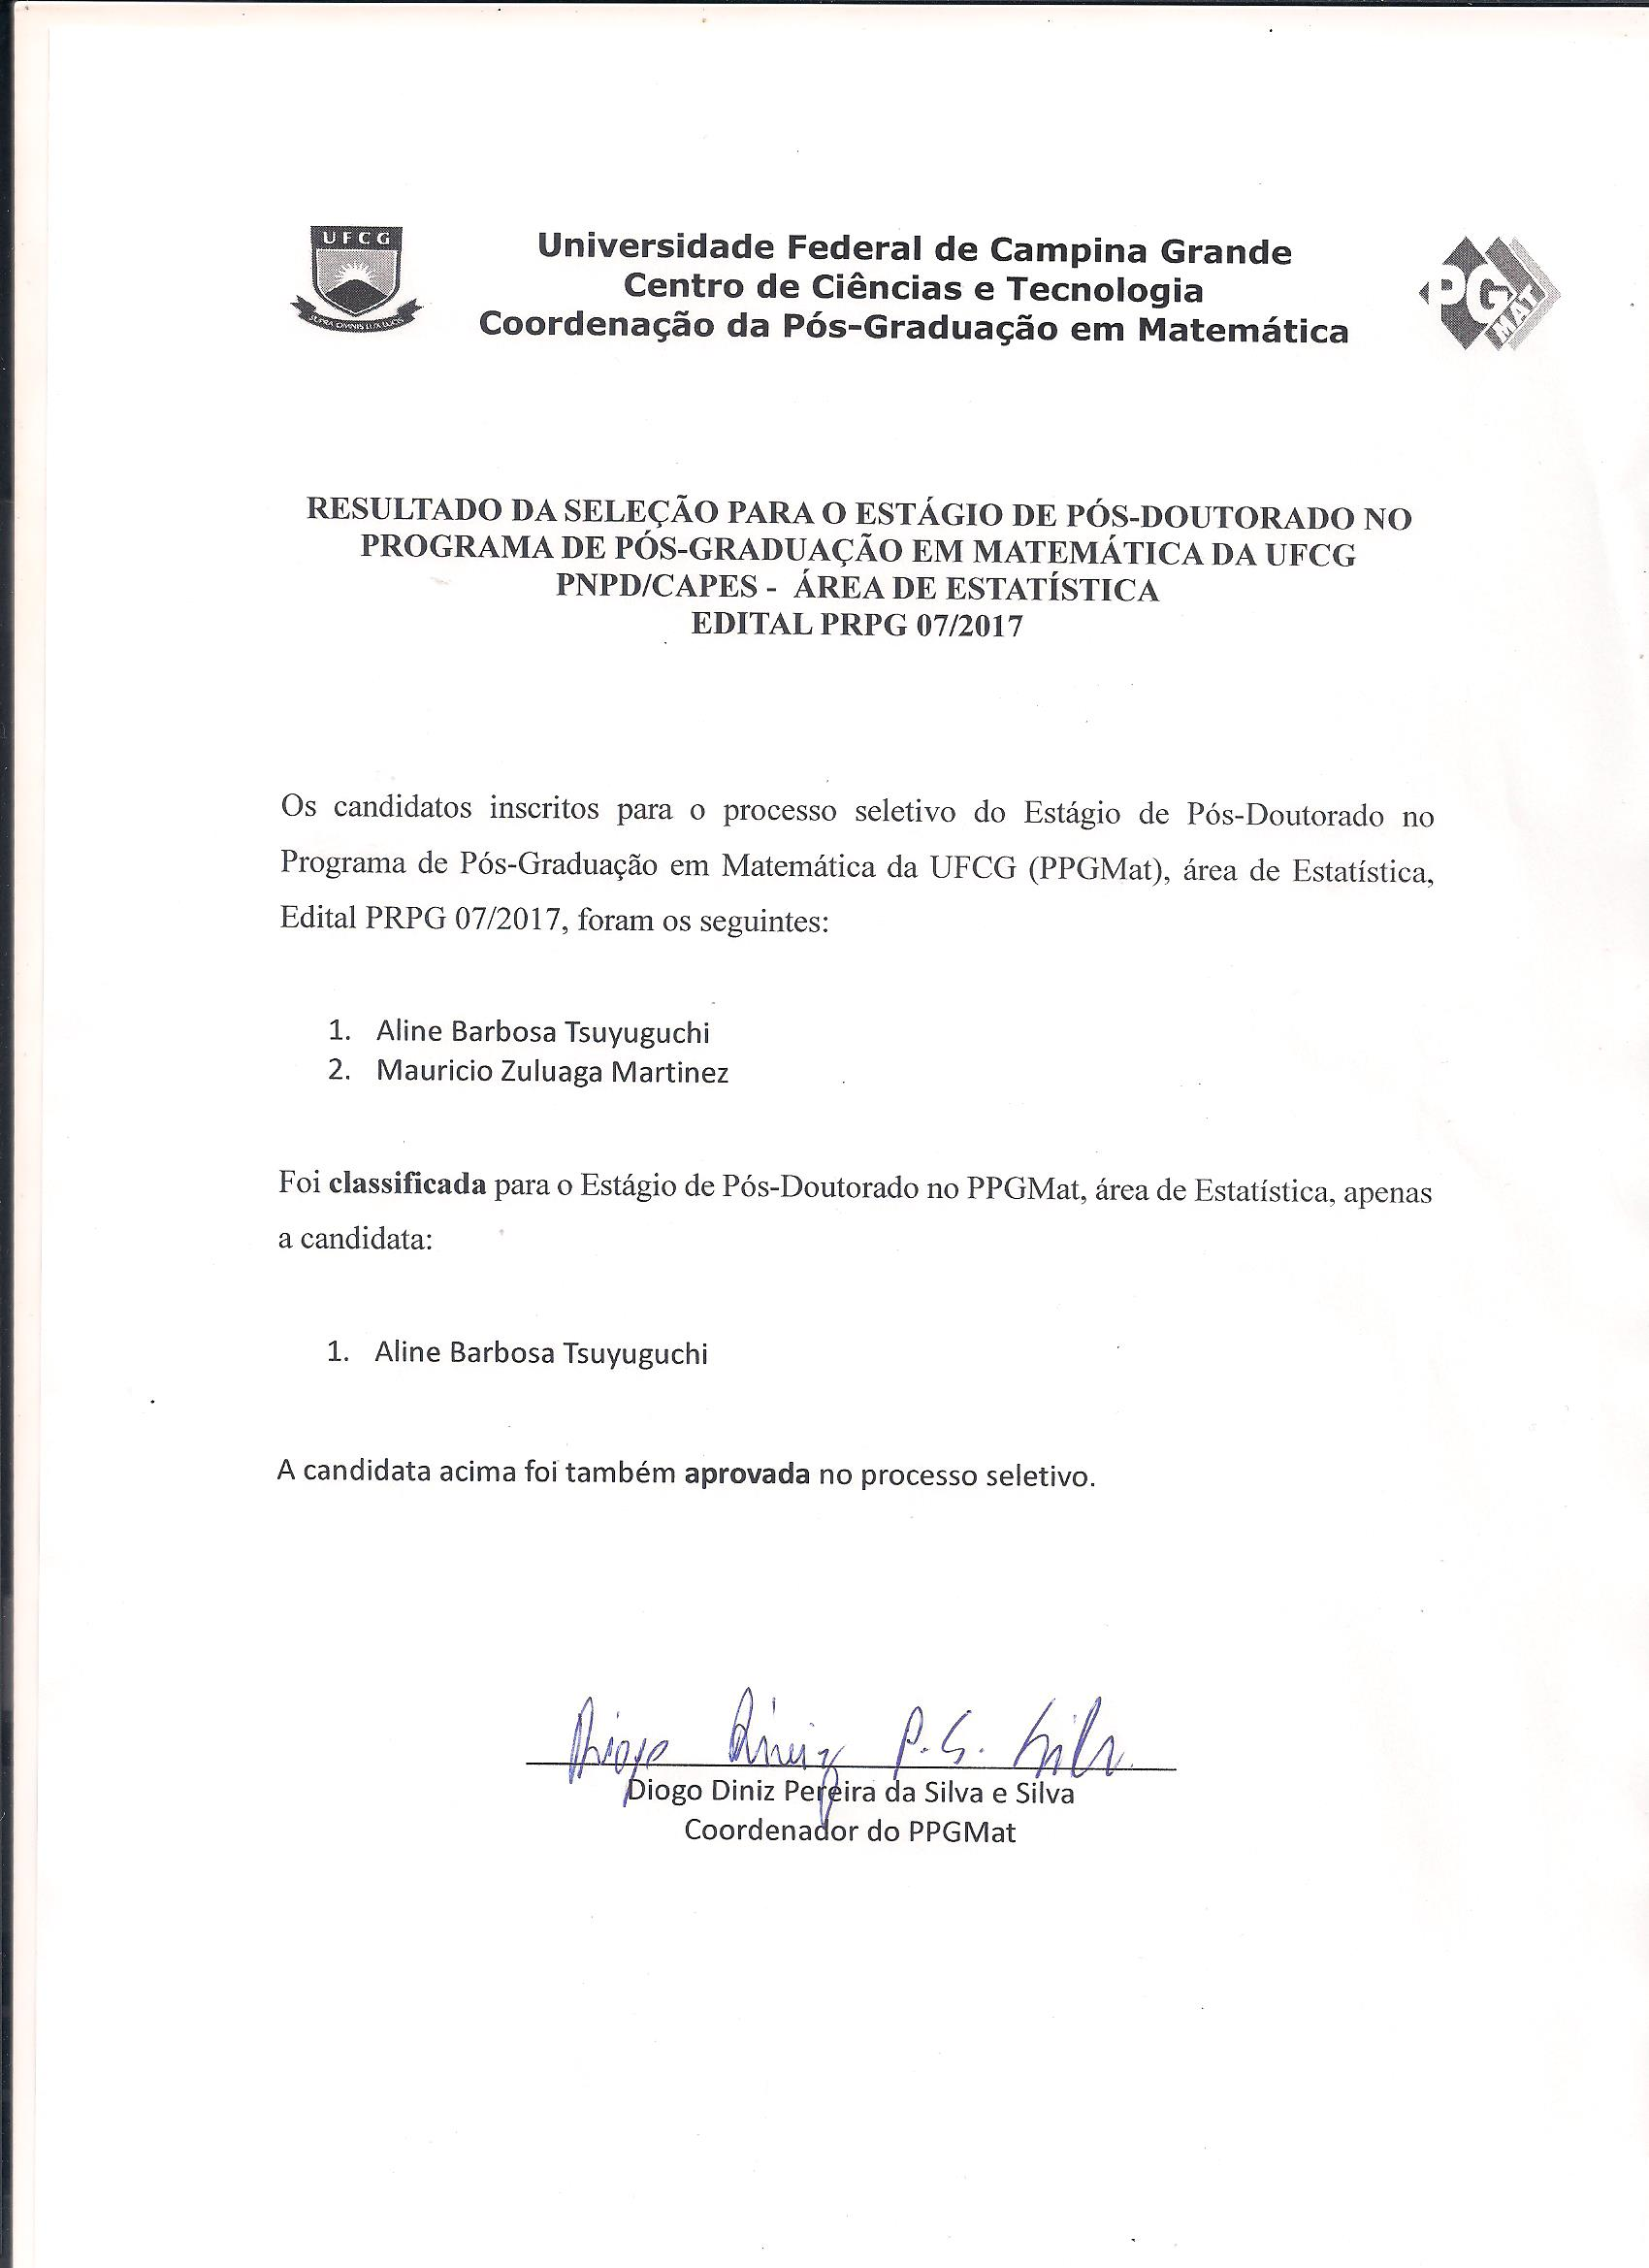 UFCG
SUPRA OMNIS LUX LUCIS
PG
MAT
Universidade Federal de Campina Grande
Centro de Ciências e Tecnologia
Coordenação da Pós-Graduação em Matemática
RESULTADO DA SELEÇÃO PARA O ESTÁGIO DE PÓS-DOUTORADO NO
PROGRAMA DE PÓS-GRADUAÇÃO EM MATEMÁTICA DA UFCG
PNPD/CAPES - ÁREA DE ESTATÍSTICA
EDITAL PRPG 07/2017
Os candidatos inscritos para o processo seletivo do Estágio de Pós-Doutorado no
Programa de Pós-Graduação em Matemática da UFCG (PPGMat), área de Estatística,
Edital PRPG 07/2017, foram os seguintes:
1. Aline Barbosa Tsuyuguchi
2. Mauricio Zuluaga Martinez
Foi classificada para o Estágio de Pós-Doutorado no PPGMat, área de Estatística, apenas
a candidata:
1. Aline Barbosa Tsuyuguchi
A candidata acima foi também aprovada no processo seletivo.
Diogo Diniz P. S. Silva
Diogo Diniz Pereira da Silva e Silva
Coordenador do PPGMat